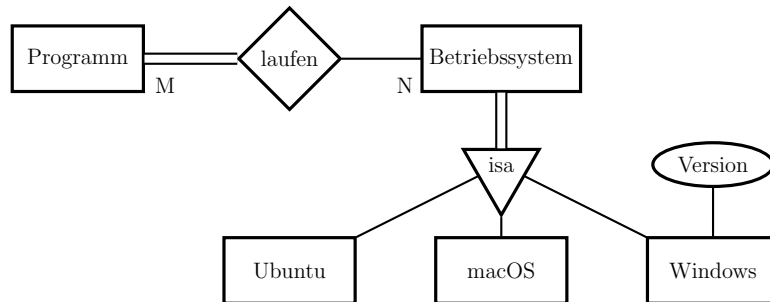 Programm
laufen
Betriebssystem
M
N
isa
Version
Ubuntu
macOS
Windows